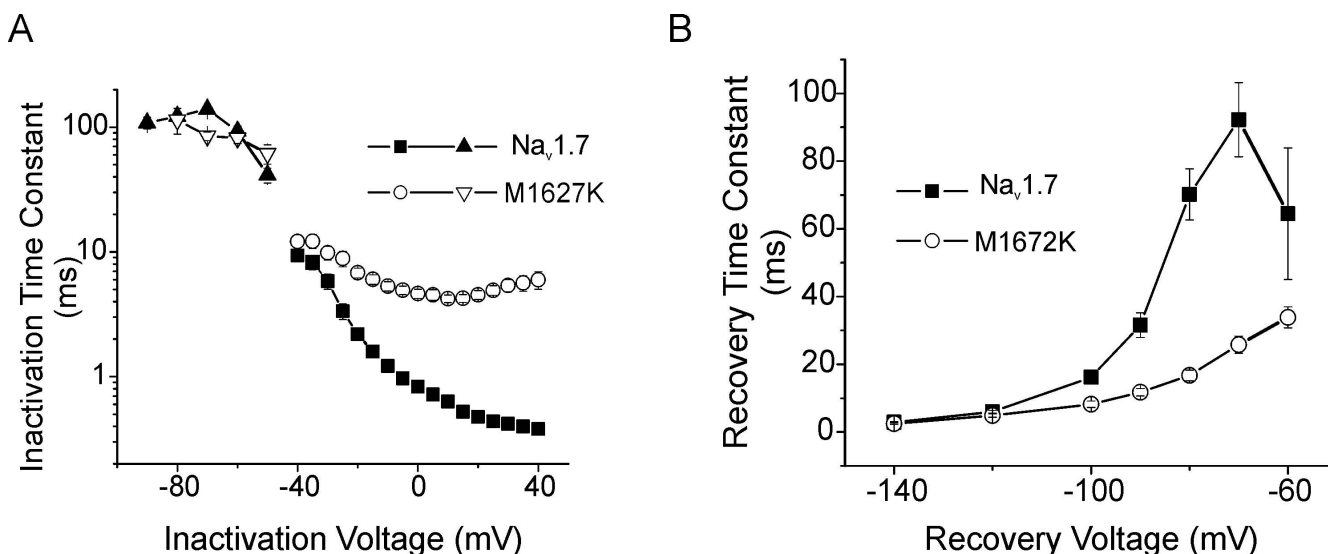 A
Inactivation Time Constant
(ms)
100
10
1
Nav1.7
M1627K
-80
-40
0
40
Inactivation Voltage (mV)
B
Recovery Time Constant
(ms)
100
80
60
40
20
0
Nav1.7
M1672K
-140
-100
-60
Recovery Voltage (mV)